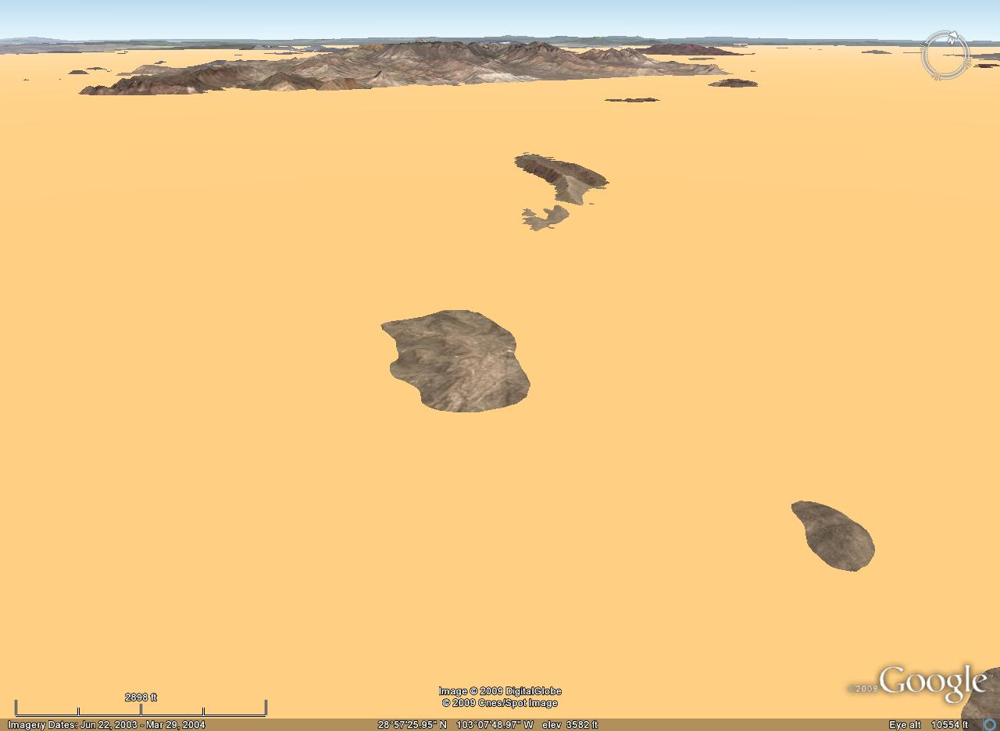 N
2898 ft
Image © 2009 DigitalGlobe
© 2009 Cnes/Spot Image
©2009 Google
Imagery Dates: Jun 22, 2003 - Mar 29, 2004
28°57'25.95" N 103°07'48.97" W elev 3582 ft
Eye alt 10554 ft